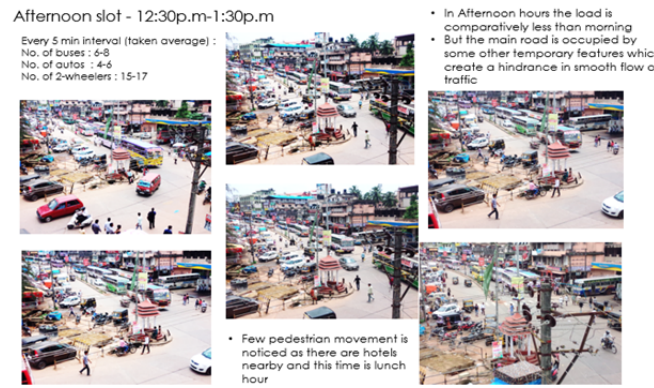 Afternoon slot - 12:30p.m-1:30p.m
Every 5 min interval (taken average) :
No. of buses : 6-8
No. of autos : 4-6
No. of 2-wheelers : 15-17
• In Afternoon hours the load is
comparatively less than morning
• But the main road is occupied by
some other temporary features whic
create a hindrance in smooth flow o
traffic
• Few pedestrian movement is
noticed as there are hotels
nearby and this time is lunch
hour